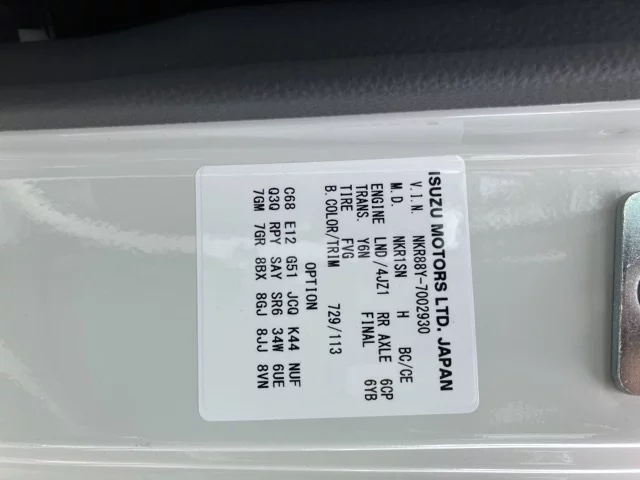 ISUZU MOTORS LTD. JAPAN
V.I.N. NKR88Y-7002930
M.D. NKR1SN H BC/CE
ENGINE LND/4JZ1 RR AXLE 6CP
TRANS. Y6N FINAL 6YB
TIRE FVG
B.COLOR/TRIM 729/113
OPTION
C68 E12 G51 JCQ K44 NUF
Q3Q RPY SAY SR6 34W 6UE
7GM 7GR 8BX 8GJ 8JJ 8VN